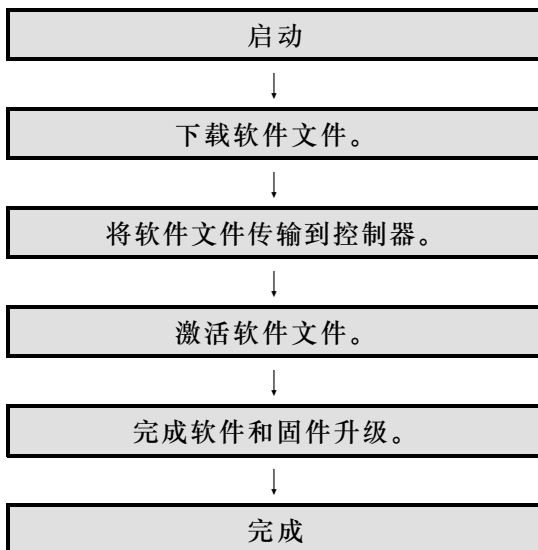 启动
下载软件文件。
将软件文件传输到控制器。
激活软件文件。
完成软件和固件升级。
完成